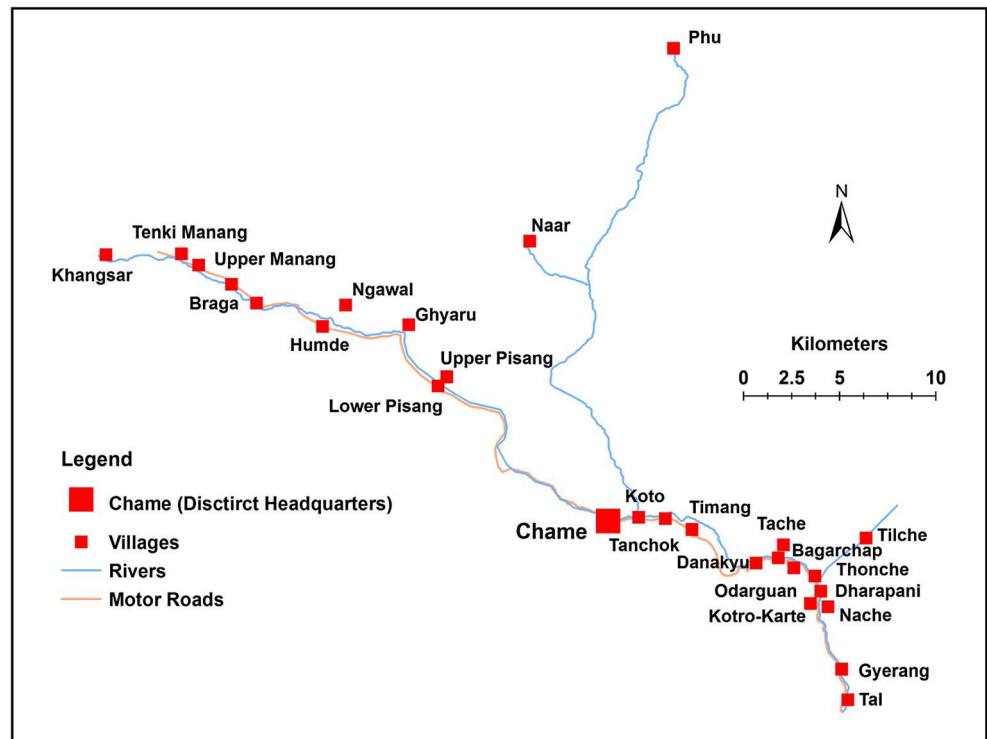 Phu
N
Naar
Tenki Manang
Khangsar
Upper Manang
Ngawal
Braga
Ghyaru
Humde
Kilometers
Upper Pisang
0 2.5 5 10
Lower Pisang
Legend
Chame (Disctirct Headquarters)
Koto
Timang
Chame
Tache
Tilche
Villages
Tanchok
Bagarchap
Danakyu
Thonche
Rivers
Odarguan
Dharapani
Motor Roads
Kotro-Karte
Nache
Gyerang
Tal